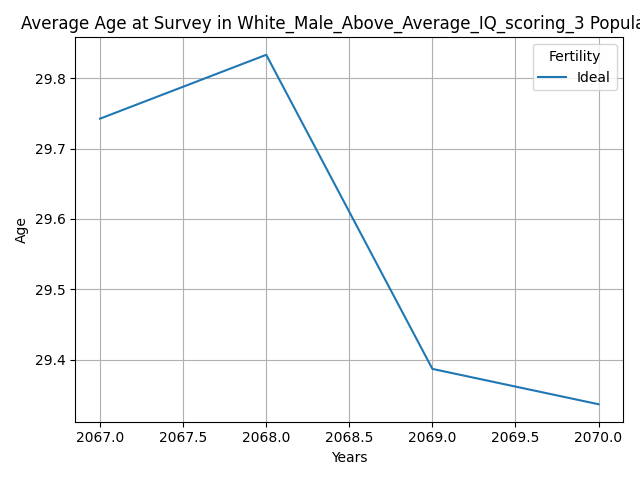 Average Age at Survey in White_Male_Above_Average_IQ_scoring_3 Popula
Fertility
Ideal
29.8
29.7
29.6
29.5
29.4
Age
2067.0 2067.5 2068.0 2068.5 2069.0 2069.5 2070.0
Years